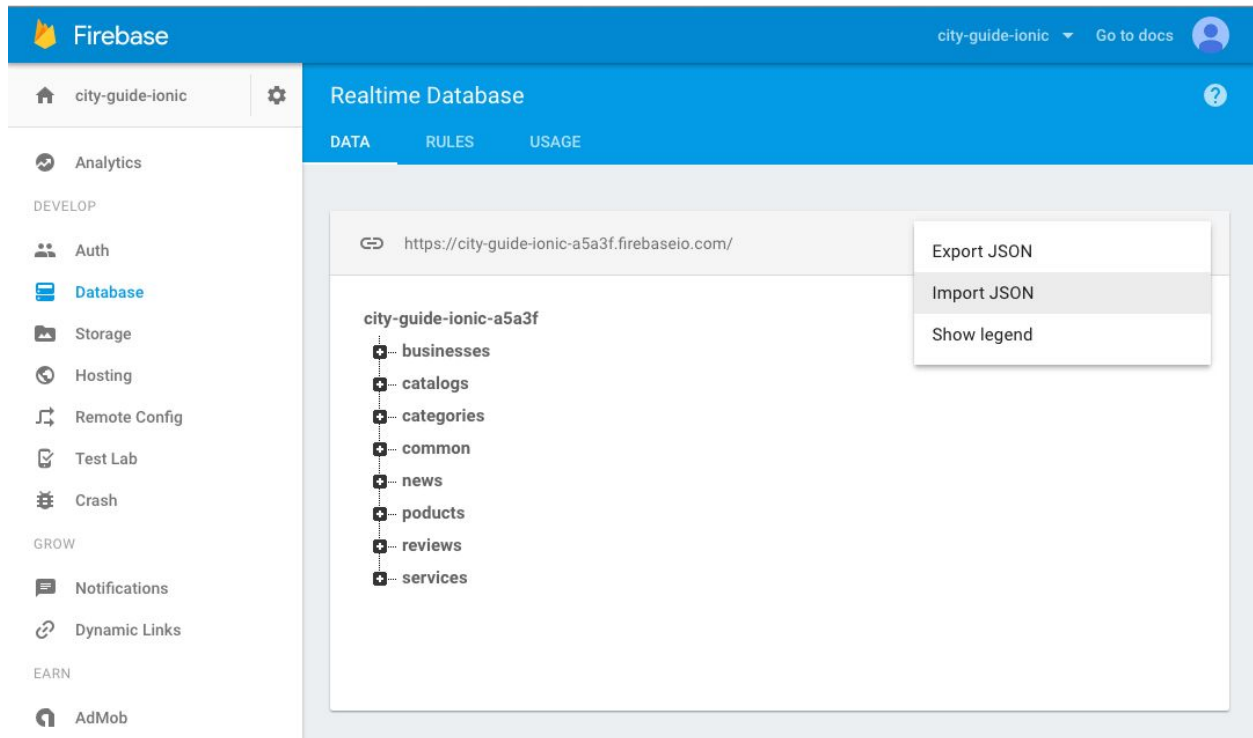 Firebase
city-guide-ionic Go to docs
city-guide-ionic
Realtime Database
DATA RULES USAGE
Analytics
DEVELOP
Auth
Database
Storage
Hosting
Remote Config
Test Lab
Crash
GROW
Notifications
Dynamic Links
EARN
AdMob
https://city-guide-ionic-a5a3f.firebaseio.com/
Export JSON
Import JSON
Show legend
city-guide-ionic-a5a3f
businesses
catalogs
categories
common
news
poducts
reviews
services